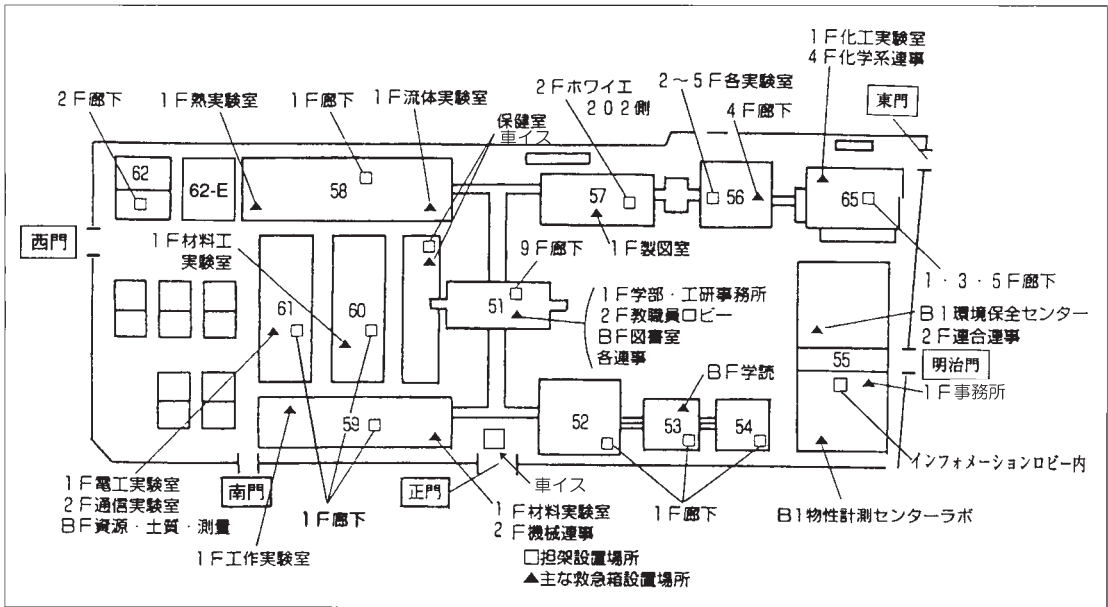 1F化工実験室
4F化学系連事
2F廊下
1F熱実験室
1F廊下
1F流体実験室
2Fホワイエ
202側
2〜5F各実験室
4F廊下
東門
保健室
車イス
62
62-E
58
57
56
65
西門
1F材料工
実験室
9F廊下
1F製図室
1・3・5F廊下
61
60
51
1F学部・工研事務所
2F教職員ロビー
BF図書室
各連事
B1環境保全センター
2F連合連事
55
明治門
1F事務所
BF学読
59
52
53
54
インフォメーションロビー内
1F電工実験室
2F通信実験室
BF資源・土質・測量
南門
正門
車イス
1F廊下
1F材料実験室
2F機械連事
1F廊下
B1物性計測センターラボ
1F工作実験室
□担架設置場所
▲主な救急箱設置場所